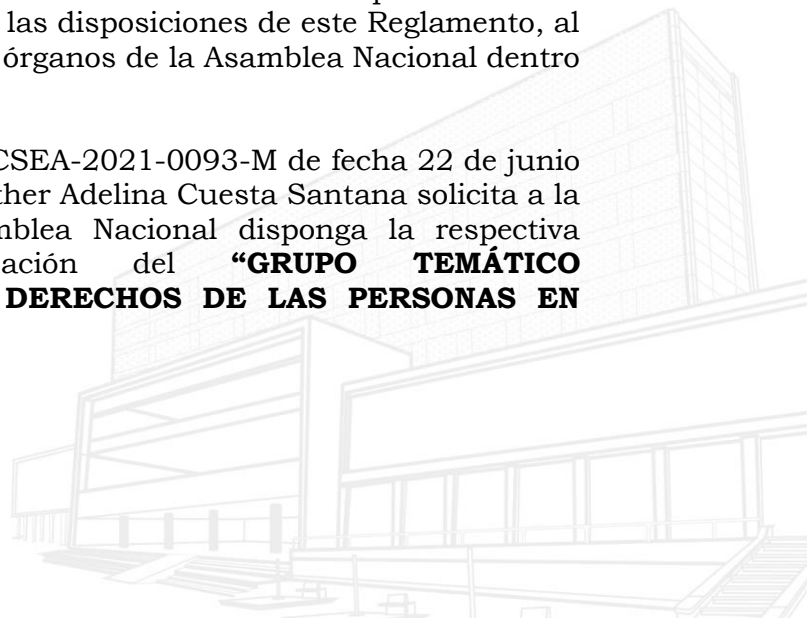 las disposiciones de este Reglamento, al
órganos de la Asamblea Nacional dentro
CSEA-2021-0093-M de fecha 22 de junio
ther Adelina Cuesta Santana solicita a la
mblea Nacional disponga la respectiva
ación del “GRUPO TEMÁTICO
DERECHOS DE LAS PERSONAS EN